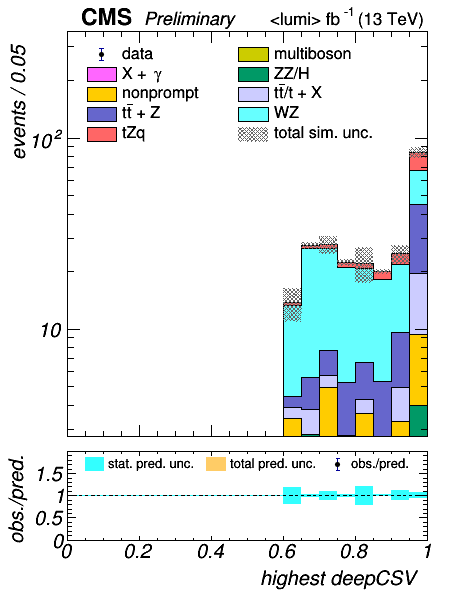 CMS Preliminary <lumi> fb⁻¹ (13 TeV)
events / 0.05
10²
10
data
X + γ
nonprompt
tt̄ + Z
tZq
multiboson
ZZ/H
tt̄/t + X
WZ
total sim. unc.
obs./pred.
stat. pred. unc. total pred. unc. obs./pred.
1.5
1
0.5
0
0 0.2 0.4 0.6 0.8 1
highest deepCSV